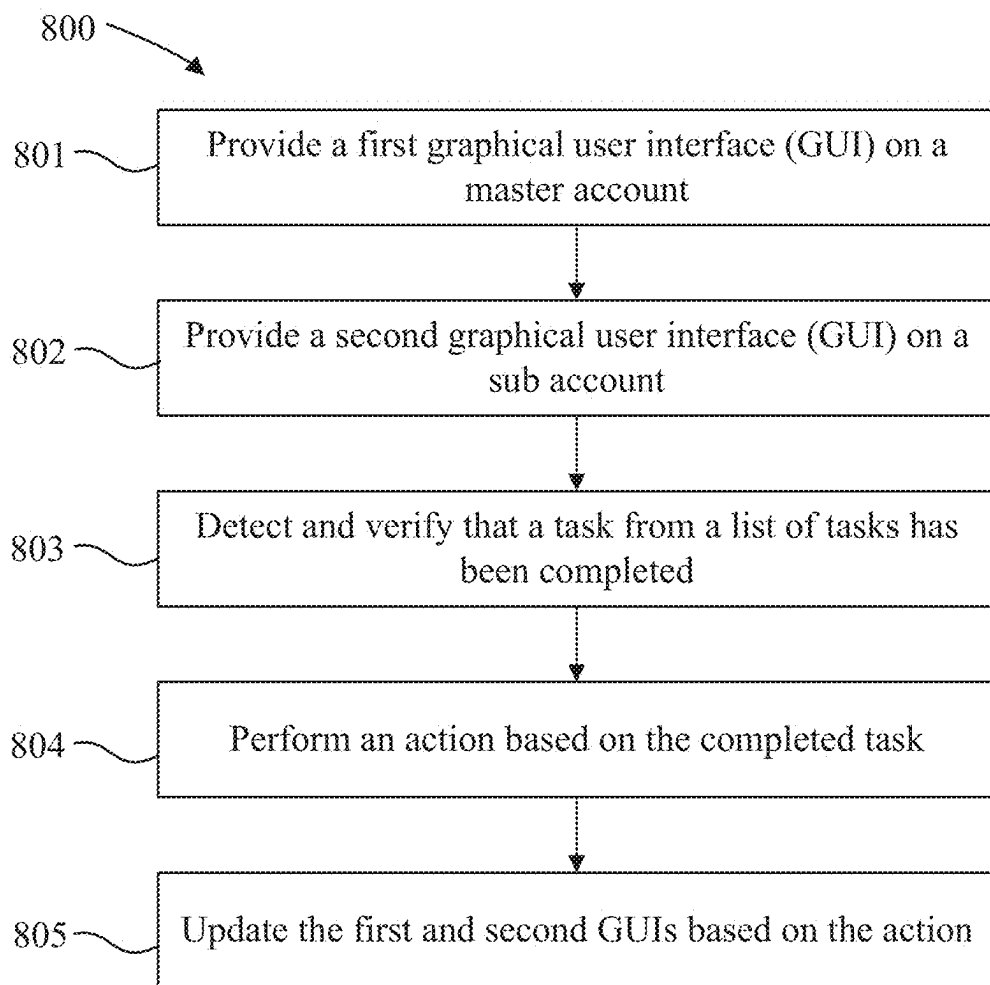 800
801
Provide a first graphical user interface (GUI) on a
master account
802
Provide a second graphical user interface (GUI) on a
sub account
803
Detect and verify that a task from a list of tasks has
been completed
804
Perform an action based on the completed task
805
Update the first and second GUIs based on the action